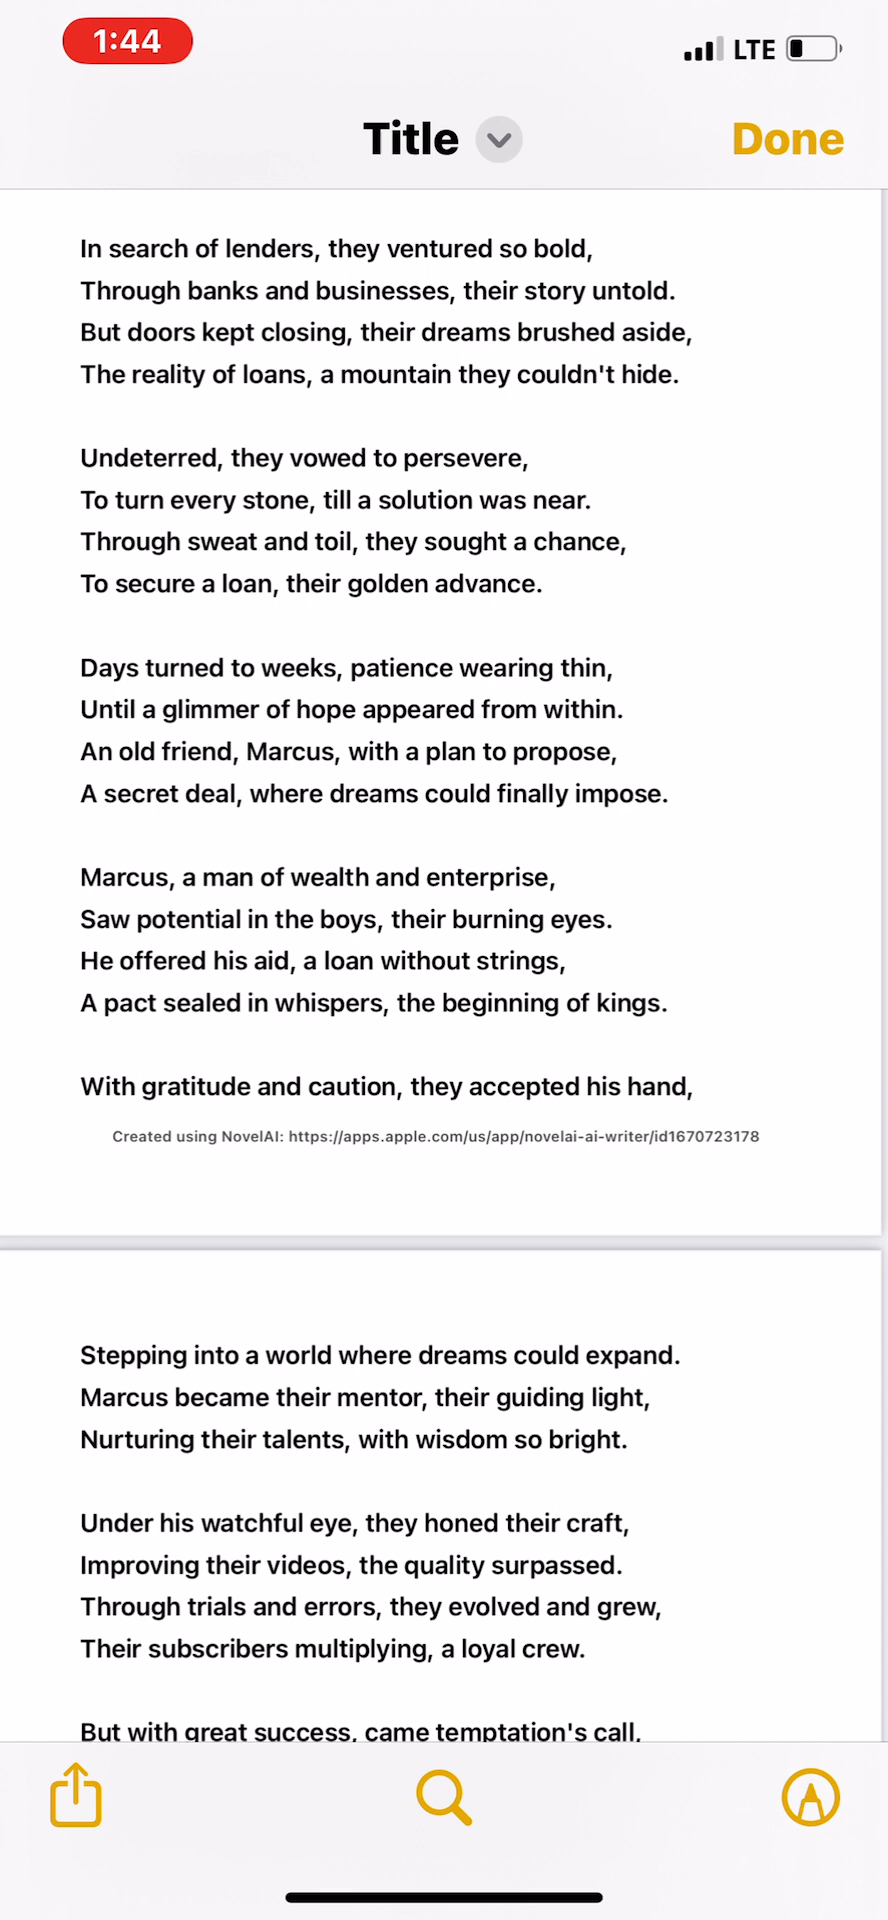 1:44
LTE
Title
Done
In search of lenders, they ventured so bold,
Through banks and businesses, their story untold.
But doors kept closing, their dreams brushed aside,
The reality of loans, a mountain they couldn't hide.
Undeterred, they vowed to persevere,
To turn every stone, till a solution was near.
Through sweat and toil, they sought a chance,
To secure a loan, their golden advance.
Days turned to weeks, patience wearing thin,
Until a glimmer of hope appeared from within.
An old friend, Marcus, with a plan to propose,
A secret deal, where dreams could finally impose.
Marcus, a man of wealth and enterprise,
Saw potential in the boys, their burning eyes.
He offered his aid, a loan without strings,
A pact sealed in whispers, the beginning of kings.
With gratitude and caution, they accepted his hand,
Created using NovelAI: https://apps.apple.com/us/app/novelai-ai-writer/id1670723178
Stepping into a world where dreams could expand.
Marcus became their mentor, their guiding light,
Nurturing their talents, with wisdom so bright.
Under his watchful eye, they honed their craft,
Improving their videos, the quality surpassed.
Through trials and errors, they evolved and grew,
Their subscribers multiplying, a loyal crew.
But with great success, came temptation's call,